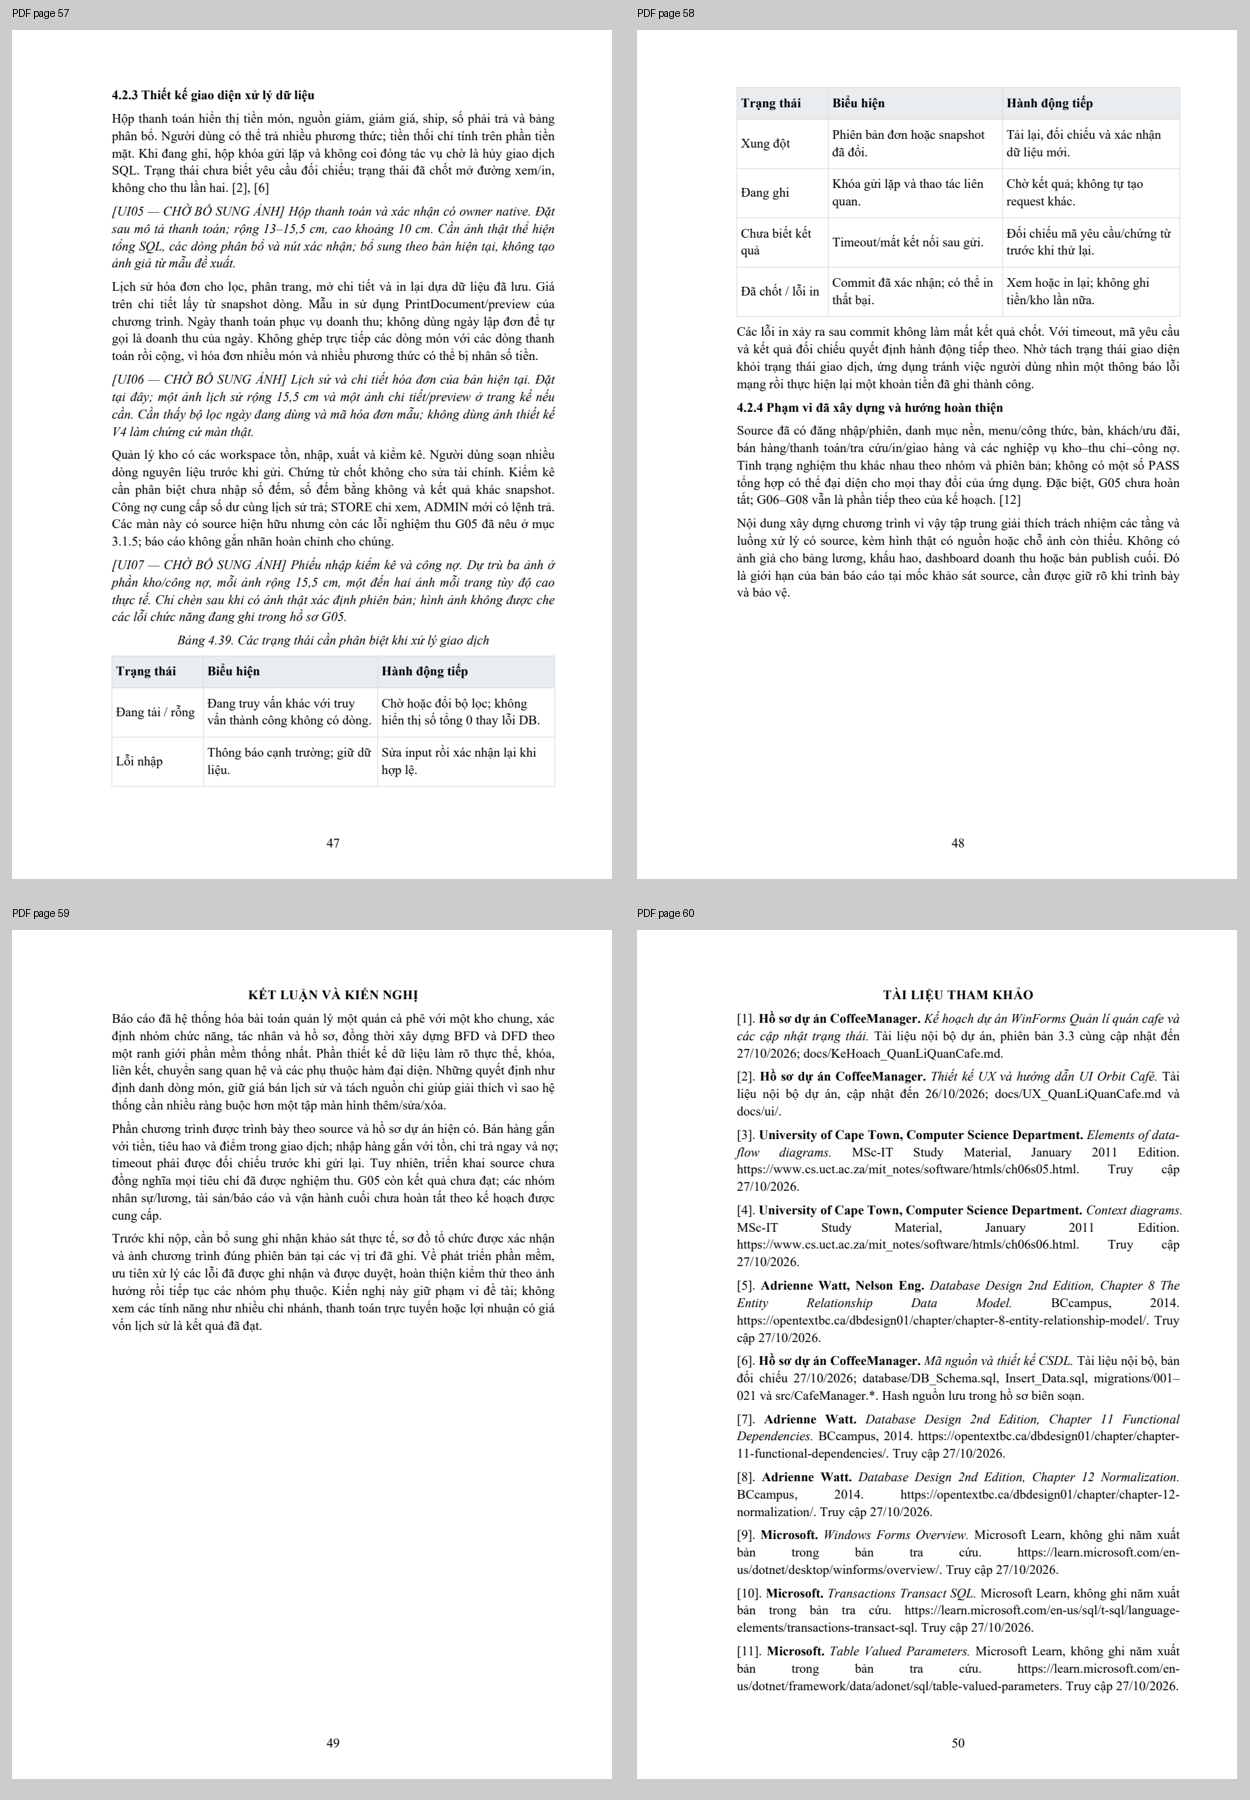 PDF page 57
4.2.3 Thiết kế giao diện xử lý dữ liệu
Hộp thanh toán hiển thị tiền món, nguồn giảm, giảm giá, ship, số phải trả và bảng
phân bổ. Người dùng có thể trả nhiều phương thức; tiền thối chỉ tính trên phần tiền
mặt. Khi đang ghi, hộp khóa gửi lặp và không coi đóng tác vụ chờ là hủy giao dịch
SQL. Trạng thái chưa biết yêu cầu đối chiếu; trạng thái đã chốt mở đường xem/in,
không cho thu lần hai. [2], [6]
[UI05 — CHỜ BỔ SUNG ẢNH] Hộp thanh toán và xác nhận có owner native. Đặt
sau mô tả thanh toán; rộng 13–15,5 cm, cao khoảng 10 cm. Cần ảnh thật thể hiện
tổng SQL, các dòng phân bổ và nút xác nhận; bổ sung theo bản hiện tại, không tạo
ảnh giả từ mẫu đề xuất.
Lịch sử hóa đơn cho lọc, phân trang, mở chi tiết và in lại dựa dữ liệu đã lưu. Giá
trên chi tiết lấy từ snapshot dòng. Mẫu in sử dụng PrintDocument/preview của
chương trình. Ngày thanh toán phục vụ doanh thu; không dùng ngày lập đơn để tự
gọi là doanh thu của ngày. Không ghép trực tiếp các dòng món với các dòng thanh
toán rồi cộng, vì hóa đơn nhiều món và nhiều phương thức có thể bị nhân số tiền.
[UI06 — CHỜ BỔ SUNG ẢNH] Lịch sử và chi tiết hóa đơn của bản hiện tại. Đặt
tại đây; một ảnh lịch sử rộng 15,5 cm và một ảnh chi tiết/preview ở trang kế nếu
cần. Cần thấy bộ lọc ngày đang dùng và mã hóa đơn mẫu; không dùng ảnh thiết kế
V4 làm chứng cứ màn thật.
Quản lý kho có các workspace tồn, nhập, xuất và kiểm kê. Người dùng soạn nhiều
dòng nguyên liệu trước khi gửi. Chứng từ chốt không cho sửa tài chính. Kiểm kê
cần phân biệt chưa nhập số đếm, số đếm bằng không và kết quả khác snapshot.
Công nợ cung cấp số dư cùng lịch sử trả; STORE chỉ xem, ADMIN mới có lệnh trả.
Các màn này có source hiện hữu nhưng còn các lỗi nghiệm thu G05 đã nêu ở mục
3.1.5; báo cáo không gắn nhãn hoàn chỉnh cho chúng.
[UI07 — CHỜ BỔ SUNG ẢNH] Phiếu nhập kiểm kê và công nợ. Dự trù ba ảnh ở
phần kho/công nợ, mỗi ảnh rộng 15,5 cm, một đến hai ảnh mỗi trang tùy độ cao
thực tế. Chỉ chèn sau khi có ảnh thật xác định phiên bản; hình ảnh không được che
các lỗi chức năng đang ghi trong hồ sơ G05.
Bảng 4.39. Các trạng thái cần phân biệt khi xử lý giao dịch
Trạng thái Biểu hiện Hành động tiếp
Đang tải / rỗng Đang truy vấn khác với truy vấn thành công không có dòng. Chờ hoặc đổi bộ lọc; không hiển thị số tổng 0 thay lỗi DB.
Lỗi nhập Thông báo cạnh trường; giữ dữ liệu. Sửa input rồi xác nhận lại khi hợp lệ.
47
PDF page 58
Trạng thái Biểu hiện Hành động tiếp
Xung đột Phiên bản đơn hoặc snapshot đã đổi. Tải lại, đối chiếu và xác nhận dữ liệu mới.
Đang ghi Khóa gửi lặp và thao tác liên quan. Chờ kết quả; không tự tạo request khác.
Chưa biết kết quả Timeout/mất kết nối sau gửi. Đối chiếu mã yêu cầu/chứng từ trước khi thử lại.
Đã chốt / lỗi in Commit đã xác nhận; có thể in thất bại. Xem hoặc in lại; không ghi tiền/kho lần nữa.
Các lỗi in xảy ra sau commit không làm mất kết quả chốt. Với timeout, mã yêu cầu
và kết quả đối chiếu quyết định hành động tiếp theo. Nhờ tách trạng thái giao diện
khỏi trạng thái giao dịch, ứng dụng tránh việc người dùng nhìn một thông báo lỗi
mạng rồi thực hiện lại một khoản tiền đã ghi thành công.
4.2.4 Phạm vi đã xây dựng và hướng hoàn thiện
Source đã có đăng nhập/phiên, danh mục nền, menu/công thức, bàn, khách/ưu đãi,
bán hàng/thanh toán/tra cứu/in/giao hàng và các nghiệp vụ kho–thu chi–công nợ.
Tình trạng nghiệm thu khác nhau theo nhóm và phiên bản; không có một số PASS
tổng hợp có thể đại diện cho mọi thay đổi của ứng dụng. Đặc biệt, G05 chưa hoàn
tất; G06–G08 vẫn là phần tiếp theo của kế hoạch. [12]
Nội dung xây dựng chương trình vì vậy tập trung giải thích trách nhiệm các tầng và
luồng xử lý có source, kèm hình thật có nguồn hoặc chỗ ảnh còn thiếu. Không có
ảnh giả cho bảng lương, khấu hao, dashboard doanh thu hoặc bản publish cuối. Đó
là giới hạn của bản báo cáo tại mốc khảo sát source, cần được giữ rõ khi trình bày
và bảo vệ.
48
PDF page 59
KẾT LUẬN VÀ KIẾN NGHỊ
Báo cáo đã hệ thống hóa bài toán quản lý một quán cà phê với một kho chung, xác
định nhóm chức năng, tác nhân và hồ sơ, đồng thời xây dựng BFD và DFD theo
một ranh giới phần mềm thống nhất. Phần thiết kế dữ liệu làm rõ thực thể, khóa,
liên kết, chuyển sang quan hệ và các phụ thuộc hàm đại diện. Những quyết định như
định danh dòng món, giữ giá bán lịch sử và tách nguồn chi giúp giải thích vì sao hệ
thống cần nhiều ràng buộc hơn một tập màn hình thêm/sửa/xóa.
Phần chương trình được trình bày theo source và hồ sơ dự án hiện có. Bán hàng gắn
với tiền, tiêu hao và điểm trong giao dịch; nhập hàng gắn với tồn, chi trả ngay và nợ;
timeout phải được đối chiếu trước khi gửi lại. Tuy nhiên, triển khai source chưa
đồng nghĩa mọi tiêu chí đã được nghiệm thu. G05 còn kết quả chưa đạt; các nhóm
nhân sự/lương, tài sản/báo cáo và vận hành cuối chưa hoàn tất theo kế hoạch được
cung cấp.
Trước khi nộp, cần bổ sung ghi nhận khảo sát thực tế, sơ đồ tổ chức được xác nhận
và ảnh chương trình đúng phiên bản tại các vị trí đã ghi. Về phát triển phần mềm,
ưu tiên xử lý các lỗi đã được ghi nhận và được duyệt, hoàn thiện kiểm thử theo ảnh
hưởng rồi tiếp tục các nhóm phụ thuộc. Kiến nghị này giữ phạm vi đề tài; không
xem các tính năng như nhiều chi nhánh, thanh toán trực tuyến hoặc lợi nhuận có giá
vốn lịch sử là kết quả đã đạt.
49
PDF page 60
TÀI LIỆU THAM KHẢO
[1]. Hồ sơ dự án CoffeeManager. Kế hoạch dự án WinForms Quản lí quán cafe và
các cập nhật trạng thái. Tài liệu nội bộ dự án, phiên bản 3.3 cùng cập nhật đến
27/10/2026; docs/KeHoach_QuanLiQuanCafe.md.
[2]. Hồ sơ dự án CoffeeManager. Thiết kế UX và hướng dẫn UI Orbit Café. Tài
liệu nội bộ dự án, cập nhật đến 26/10/2026; docs/UX_QuanLiQuanCafe.md và
docs/ui/.
[3]. University of Cape Town, Computer Science Department. Elements of data-
flow diagrams. MSc-IT Study Material, January 2011 Edition.
https://www.cs.uct.ac.za/mit_notes/software/htmls/ch06s05.html. Truy cập
27/10/2026.
[4]. University of Cape Town, Computer Science Department. Context diagrams.
MSc-IT Study Material, January 2011 Edition.
https://www.cs.uct.ac.za/mit_notes/software/htmls/ch06s06.html. Truy cập
27/10/2026.
[5]. Adrienne Watt, Nelson Eng. Database Design 2nd Edition, Chapter 8 The
Entity Relationship Data Model. BCcampus, 2014.
https://opentextbc.ca/dbdesign01/chapter/chapter-8-entity-relationship-model/. Truy
cập 27/10/2026.
[6]. Hồ sơ dự án CoffeeManager. Mã nguồn và thiết kế CSDL. Tài liệu nội bộ, bản
đối chiếu 27/10/2026; database/DB_Schema.sql, Insert_Data.sql, migrations/001–
021 và src/CafeManager.*. Hash nguồn lưu trong hồ sơ biên soạn.
[7]. Adrienne Watt. Database Design 2nd Edition, Chapter 11 Functional
Dependencies. BCcampus, 2014. https://opentextbc.ca/dbdesign01/chapter/chapter-
11-functional-dependencies/. Truy cập 27/10/2026.
[8]. Adrienne Watt. Database Design 2nd Edition, Chapter 12 Normalization.
BCcampus, 2014. https://opentextbc.ca/dbdesign01/chapter/chapter-12-
normalization/. Truy cập 27/10/2026.
[9]. Microsoft. Windows Forms Overview. Microsoft Learn, không ghi năm xuất
bản trong bản tra cứu. https://learn.microsoft.com/en-
us/dotnet/desktop/winforms/overview/. Truy cập 27/10/2026.
[10]. Microsoft. Transactions Transact SQL. Microsoft Learn, không ghi năm xuất
bản trong bản tra cứu. https://learn.microsoft.com/en-us/sql/t-sql/language-
elements/transactions-transact-sql. Truy cập 27/10/2026.
[11]. Microsoft. Table Valued Parameters. Microsoft Learn, không ghi năm xuất
bản trong bản tra cứu. https://learn.microsoft.com/en-
us/dotnet/framework/data/adonet/sql/table-valued-parameters. Truy cập 27/10/2026.
50